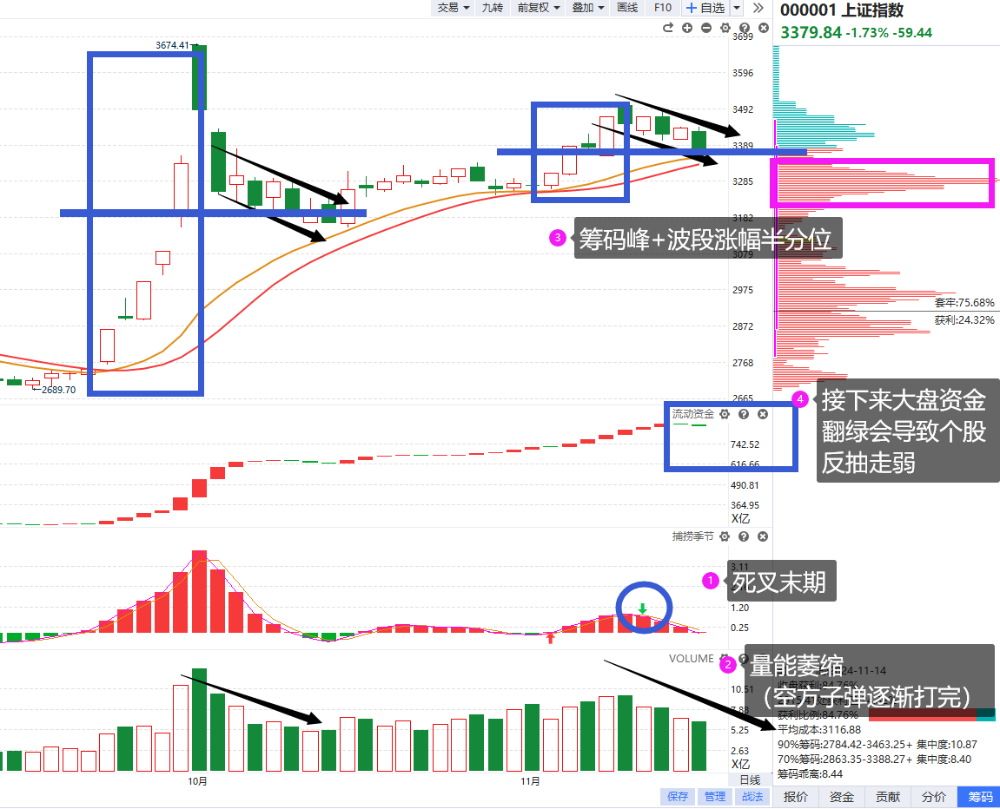 交易 九转 前复权 叠加 画线 F10 + 自选
000001 上证指数
3379.84 -1.73% -59.44
3699
3674.41
3596
3492
3389
3285
3182
3079
2975
2872
2768
2665
←2689.70
③ 筹码峰+波段涨幅半分位
套牢:75.68%
获利:24.32%
④ 接下来大盘资金
翻绿会导致个股
反抽走弱
流动资金
742.52
616.66
490.81
364.95
X亿
捕捞季节
3.11
1.20
0.25
① 死叉末期
VOLUME
10.51
7.88
5.25
2.63
X亿
② 量能萎缩
（空方子弹逐渐打完）
24-11-14
获利比例:84.76%
平均成本:3116.88
90%筹码:2784.42-3463.25+ 集中度:10.87
70%筹码:2863.35-3388.27+ 集中度:8.40
筹码乖离:8.44
10月 11月 日线
保存 管理 战法
报价 资金 贡献 分价 筹码